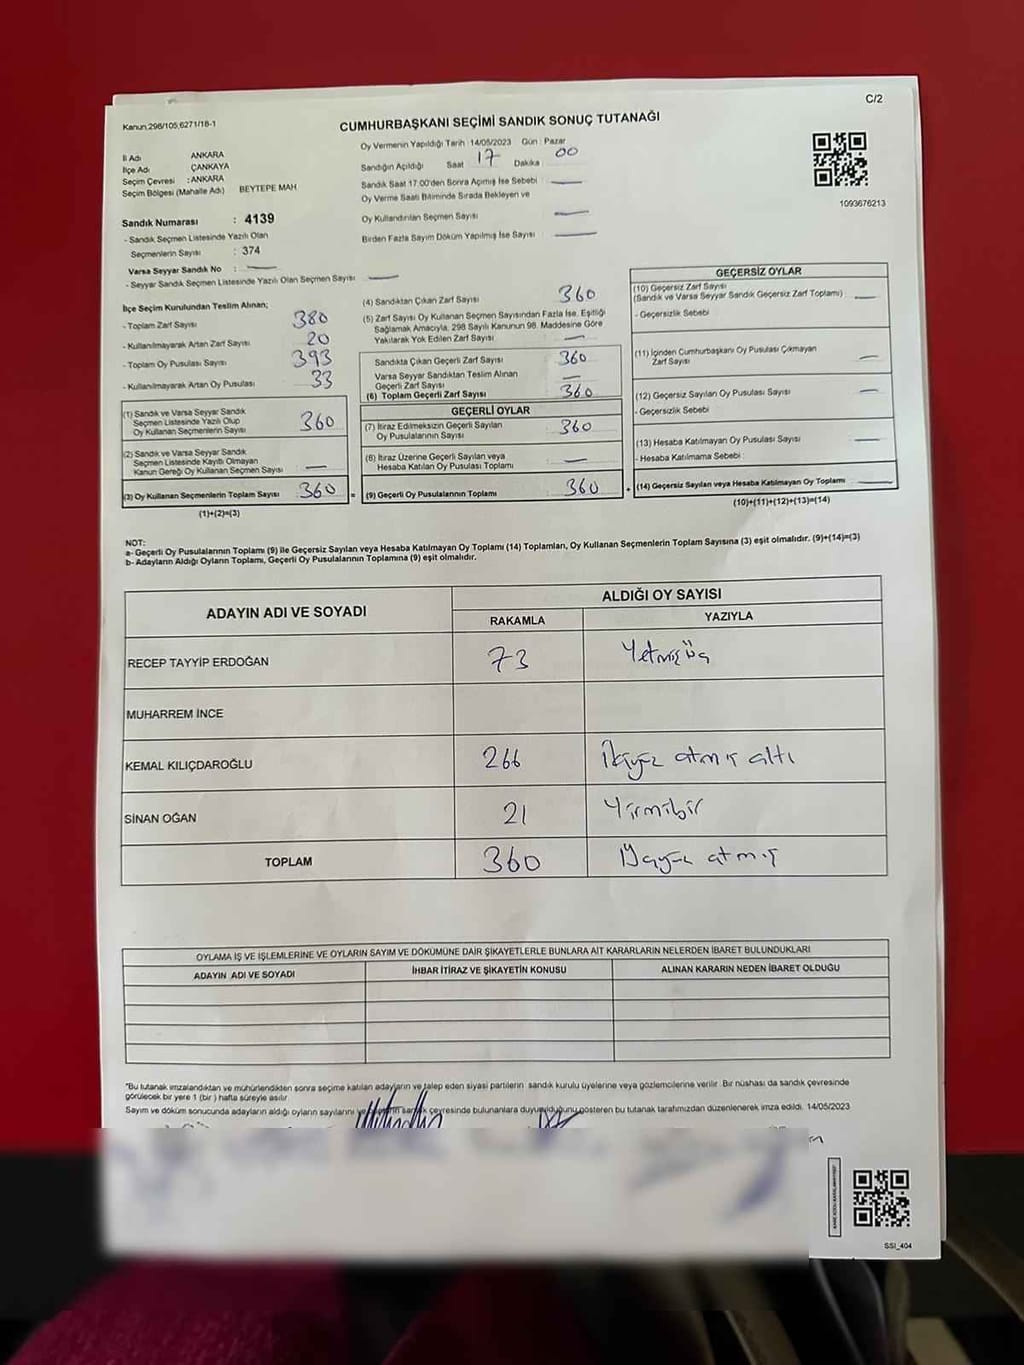 C/2
Kanun:298/105;6271/18-1
CUMHURBAŞKANI SEÇİMİ SANDIK SONUÇ TUTANAĞI
Oy Vermenin Yapıldığı Tarih 14/05/2023 Gün : Pazar
İl Adı ANKARA
İlçe Adı ÇANKAYA
Seçim Çevresi : ANKARA
Seçim Bölgesi (Mahalle Adı) BEYTEPE MAH
Sandık Numarası : 4139
- Sandık Seçmen Listesinde Yazılı Olan
Seçmenlerin Sayısı : 374
Varsa Seyyar Sandık No :
- Seyyar Sandık Seçmen Listesinde Yazılı Olan Seçmen Sayısı
Sandığın Açıldığı Saat 17 Dakika 00
Sandık Saat 17:00'den Sonra Açımış İse Sebebi
Oy Verme Saati Bitiminde Sırada Bekleyen ve
Oy Kullandırılan Seçmen Sayısı
Birden Fazla Sayım Döküm Yapılmış İse Sayısı
1093676213
İlçe Seçim Kurulundan Teslim Alınan;
- Toplam Zarf Sayısı 380
- Kullanılmayarak Artan Zarf Sayısı 20
- Toplam Oy Pusulası Sayısı 393
- Kullanılmayarak Artan Oy Pusulası 33
(1) Sandık ve Varsa Seyyar Sandık
Seçmen Listesinde Yazılı Olup
Oy Kullanan Seçmenlerin Sayısı 360
(2) Sandık ve Varsa Seyyar Sandık
Seçmen Listesinde Kayıtlı Olmayan
Kanun Gereği Oy Kullanan Seçmen Sayısı
(3) Oy Kullanan Seçmenlerin Toplam Sayısı 360 =
(1)+(2)=(3)
(4) Sandıktan Çıkan Zarf Sayısı 360
(5) Zarf Sayısı Oy Kullanan Seçmen Sayısından Fazla İse, Eşitliği
Sağlamak Amacıyla, 298 Sayılı Kanunun 98. Maddesine Göre
Yakılarak Yok Edilen Zarf Sayısı
Sandıkta Çıkan Geçerli Zarf Sayısı 360
Varsa Seyyar Sandıktan Teslim Alınan
Geçerli Zarf Sayısı
(6) Toplam Geçerli Zarf Sayısı 360
GEÇERLİ OYLAR
(7) İtiraz Edilmeksizin Geçerli Sayılan
Oy Pusulalarının Sayısı 360
(8) İtiraz Üzerine Geçerli Sayılan veya
Hesaba Katılan Oy Pusulası Toplamı
(9) Geçerli Oy Pusulalarının Toplamı 360 +
GEÇERSİZ OYLAR
(10) Geçersiz Zarf Sayısı
(Sandık ve Varsa Seyyar Sandık Geçersiz Zarf Toplamı)
- Geçersizlik Sebebi
(11) İçinden Cumhurbaşkanı Oy Pusulası Çıkmayan
Zarf Sayısı
(12) Geçersiz Sayılan Oy Pusulası Sayısı
- Geçersizlik Sebebi
(13) Hesaba Katılmayan Oy Pusulası Sayısı
- Hesaba Katılmama Sebebi :
(14) Geçersiz Sayılan veya Hesaba Katılmayan Oy Toplamı
(10)+(11)+(12)+(13)=(14)
NOT:
a- Geçerli Oy Pusulalarının Toplamı (9) ile Geçersiz Sayılan veya Hesaba Katılmayan Oy Toplamı (14) Toplamları, Oy Kullanan Seçmenlerin Toplam Sayısına (3) eşit olmalıdır. (9)+(14)=(3)
b- Adayların Aldığı Oyların Toplamı, Geçerli Oy Pusulalarının Toplamına (9) eşit olmalıdır.
ADAYIN ADI VE SOYADI ALDIĞI OY SAYISI
RAKAMLA YAZIYLA
RECEP TAYYİP ERDOĞAN 73 Yetmişüç
MUHARREM İNCE
KEMAL KILIÇDAROĞLU 266 İkiyüz atmış altı
SİNAN OĞAN 21 Yirmibir
TOPLAM 360 atmış
OYLAMA İŞ VE İŞLEMLERİNE VE OYLARIN SAYIM VE DÖKÜMÜNE DAİR ŞİKAYETLERLE BUNLARA AİT KARARLARIN NELERDEN İBARET BULUNDUKLARI
ADAYIN ADI VE SOYADI İHBAR İTİRAZ VE ŞİKAYETİN KONUSU ALINAN KARARIN NEDEN İBARET OLDUĞU
"Bu tutanak imzalandıktan ve mühürlendikten sonra seçime katılan adayların ve talep eden siyasi partilerin sandık kurulu üyelerine veya gözlemcilerine verilir. Bir nüshası da sandık çevresinde
görülecek bir yere 1 (bir) hafta süreyle asılır.
Sayım ve döküm sonucunda adayların aldığı oyların sayılarını sandık çevresinde bulunanlara duyurulduğunu gösteren bu tutanak tarafımızdan düzenlenerek imza edildi. 14/05/2023
SSI_404